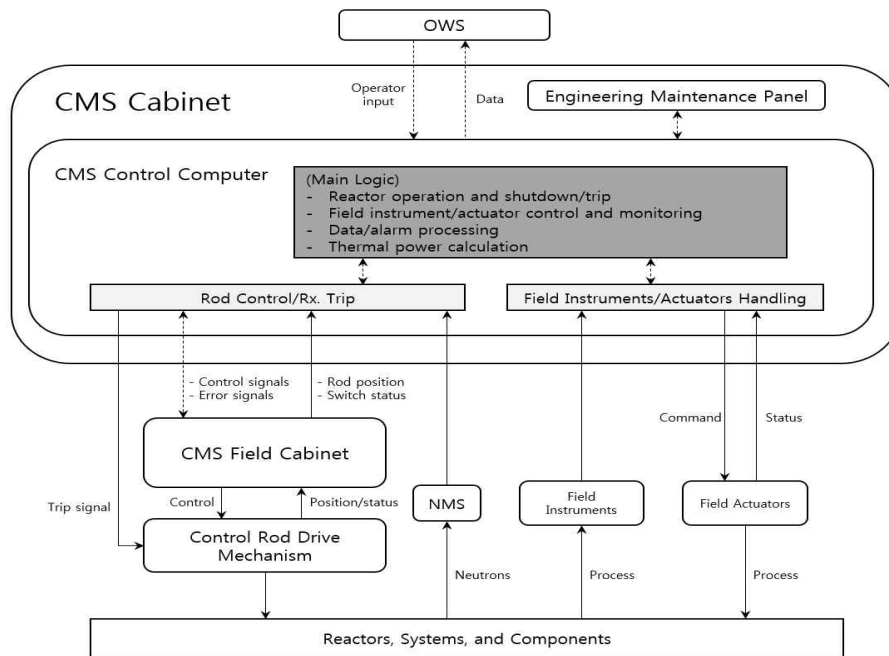 OWS
CMS Cabinet
Operator
input
Data
Engineering Maintenance Panel
CMS Control Computer
(Main Logic)
- Reactor operation and shutdown/trip
- Field instrument/actuator control and monitoring
- Data/alarm processing
- Thermal power calculation
Rod Control/Rx. Trip
Field Instruments/Actuators Handling
- Control signals
- Error signals
- Rod position
- Switch status
Command
Status
CMS Field Cabinet
Trip signal
Control
Position/status
NMS
Field
Instruments
Field Actuators
Control Rod Drive
Mechanism
Neutrons
Process
Process
Reactors, Systems, and Components